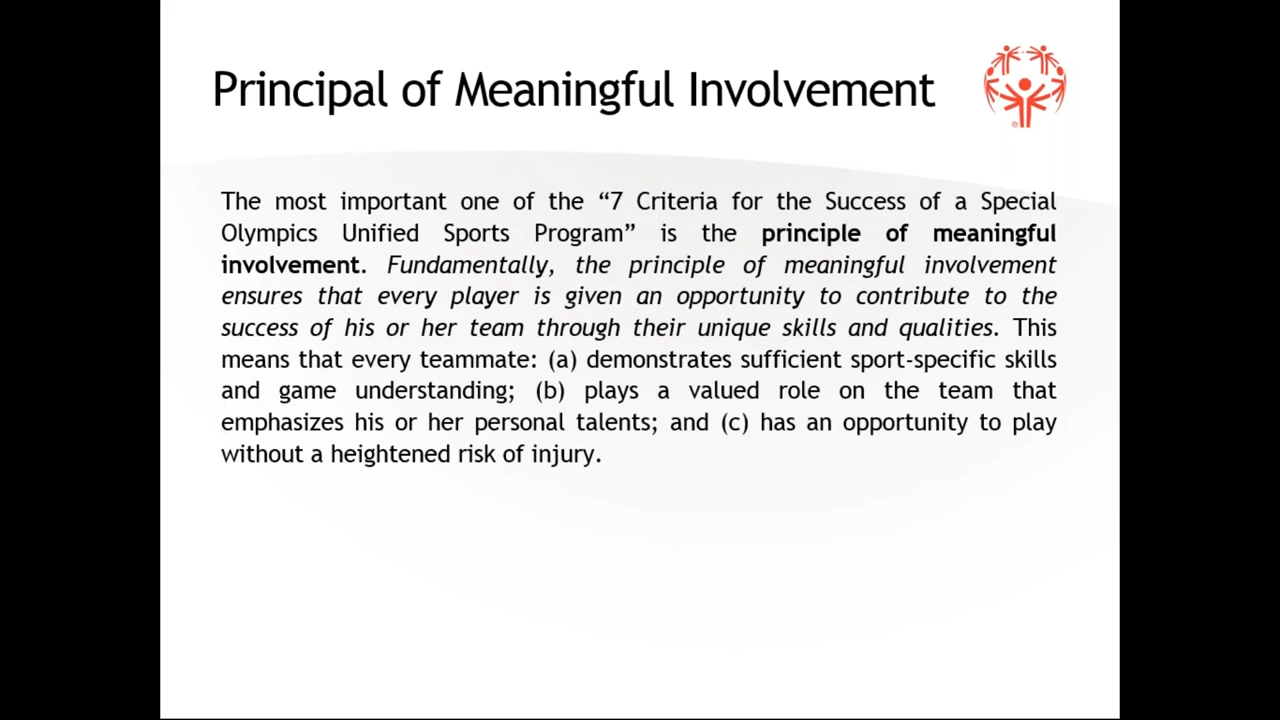 Principal of Meaningful Involvement
The most important one of the “7 Criteria for the Success of a Special
Olympics Unified Sports Program” is the principle of meaningful
involvement. Fundamentally, the principle of meaningful involvement
ensures that every player is given an opportunity to contribute to the
success of his or her team through their unique skills and qualities. This
means that every teammate: (a) demonstrates sufficient sport-specific skills
and game understanding; (b) plays a valued role on the team that
emphasizes his or her personal talents; and (c) has an opportunity to play
without a heightened risk of injury.